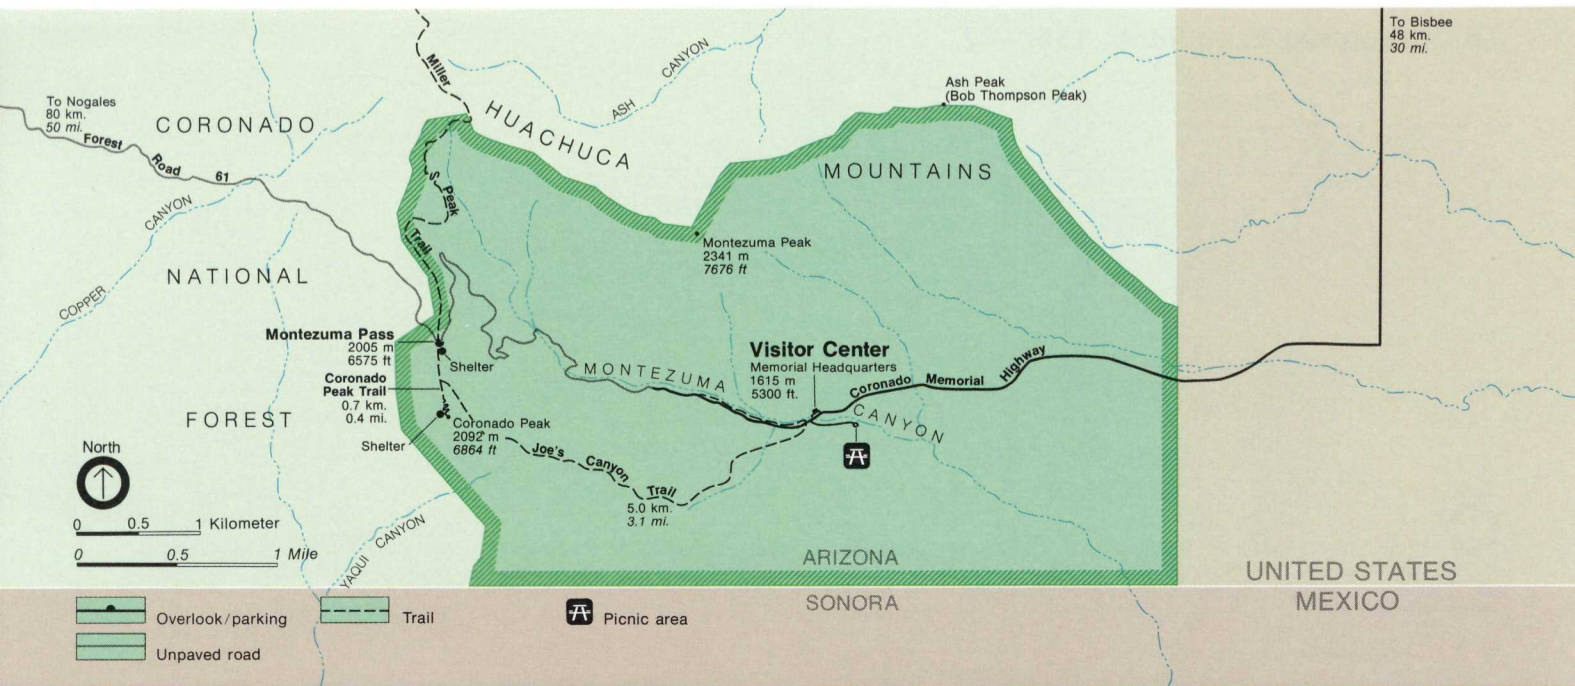 To Bisbee
48 km.
30 mi.
Miller
CANYON
ASH
Ash Peak
(Bob Thompson Peak)
To Nogales
80 km.
50 mi.
CORONADO
HUACHUCA
Forest
Road 61
MOUNTAINS
S Peak
CANYON
Trail
Montezuma Peak
2341 m
7676 ft
NATIONAL
COPPER
Montezuma Pass
2005 m
6575 ft
Shelter
Visitor Center
Memorial Headquarters
1615 m
5300 ft.
MONTEZUMA
Coronado Memorial Highway
Coronado
Peak Trail
0.7 km.
0.4 mi.
CANYON
FOREST
Coronado Peak
2092 m
6864 ft
Shelter
North
Joe's Canyon
Trail
5.0 km.
3.1 mi.
0 0.5 1 Kilometer
0 0.5 1 Mile
YAQUI CANYON
ARIZONA
SONORA
UNITED STATES
MEXICO
Overlook/parking
Trail
Picnic area
Unpaved road